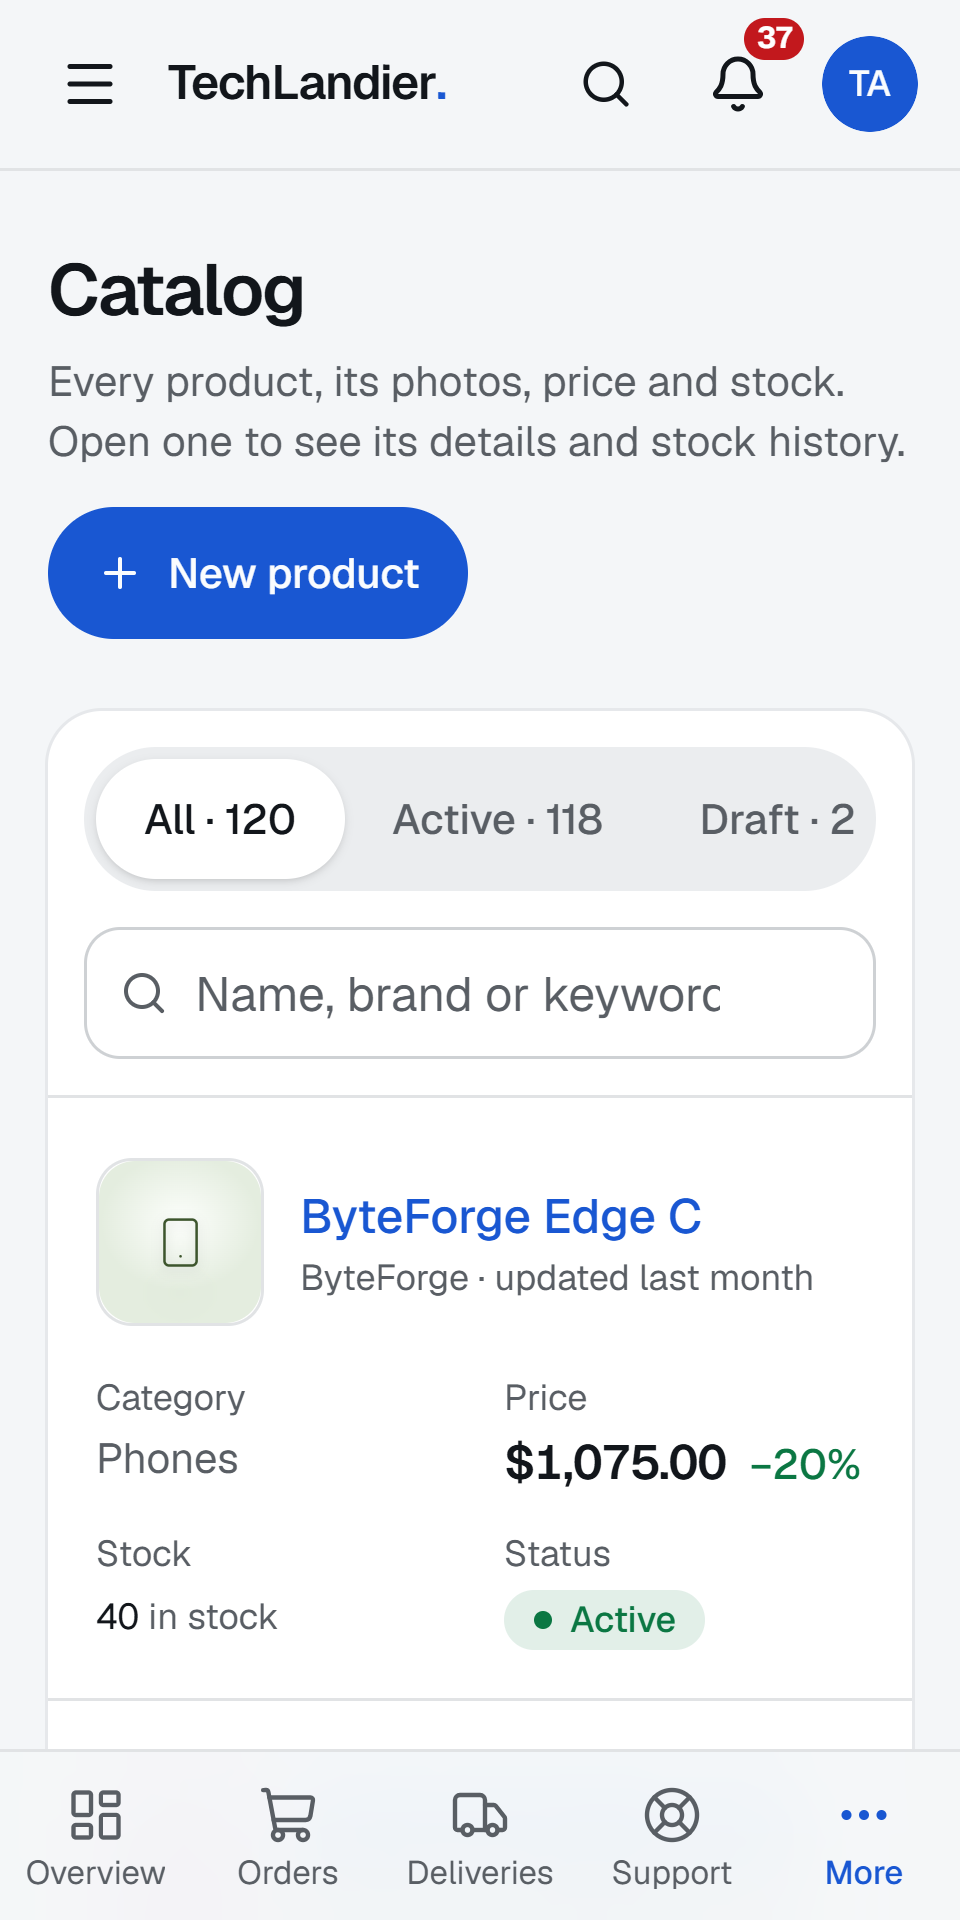 TechLandier.
37
TA
Catalog
Every product, its photos, price and stock.
Open one to see its details and stock history.
New product
All · 120
Active · 118
Draft · 2
Name, brand or keyword
ByteForge Edge C
ByteForge · updated last month
Category
Price
Phones
$1,075.00 −20%
Stock
Status
40 in stock
Active
Overview
Orders
Deliveries
Support
More